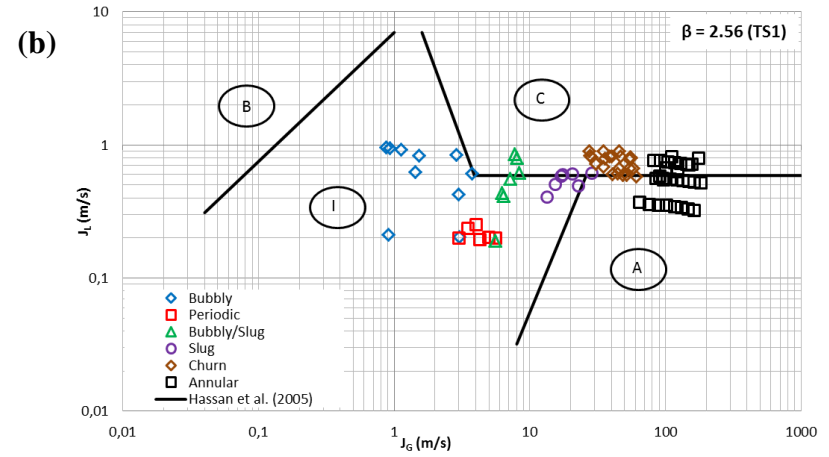 (b)
β = 2.56 (TS1)
10
1
0,1
0,01
J_L (m/s)
B
C
I
A
Bubbly
Periodic
Bubbly/Slug
Slug
Churn
Annular
Hassan et al. (2005)
0,01 0,1 1 10 100 1000
J_G (m/s)